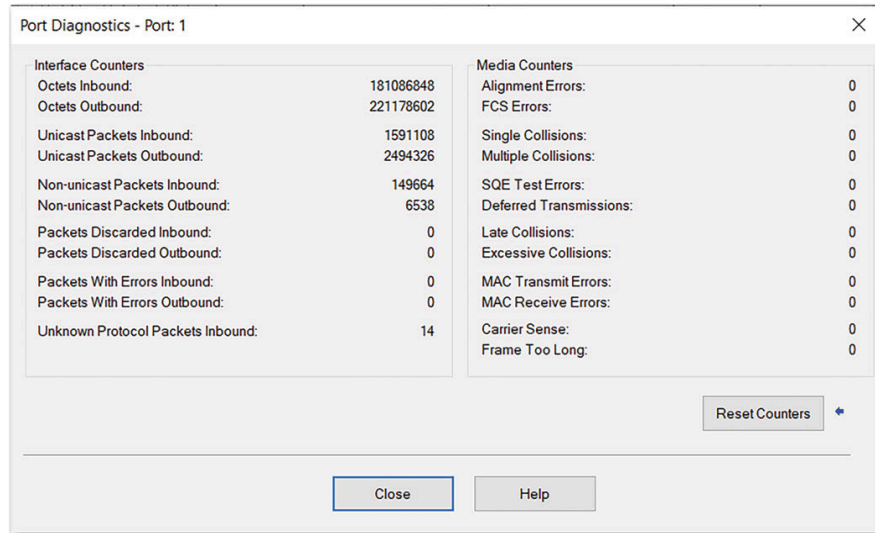 Port Diagnostics - Port: 1
Interface Counters
Octets Inbound: 181086848
Octets Outbound: 221178602
Unicast Packets Inbound: 1591108
Unicast Packets Outbound: 2494326
Non-unicast Packets Inbound: 149664
Non-unicast Packets Outbound: 6538
Packets Discarded Inbound: 0
Packets Discarded Outbound: 0
Packets With Errors Inbound: 0
Packets With Errors Outbound: 0
Unknown Protocol Packets Inbound: 14
Media Counters
Alignment Errors: 0
FCS Errors: 0
Single Collisions: 0
Multiple Collisions: 0
SQE Test Errors: 0
Deferred Transmissions: 0
Late Collisions: 0
Excessive Collisions: 0
MAC Transmit Errors: 0
MAC Receive Errors: 0
Carrier Sense: 0
Frame Too Long: 0
Reset Counters
Close
Help